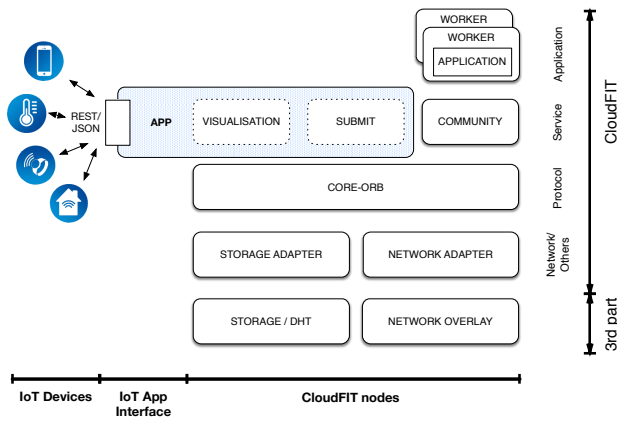 WORKER
WORKER
APPLICATION
REST/
JSON
APP
VISUALISATION
SUBMIT
COMMUNITY
CORE-ORB
STORAGE ADAPTER
NETWORK ADAPTER
STORAGE / DHT
NETWORK OVERLAY
Application
Service
Protocol
Network/
Others
CloudFIT
3rd part
IoT Devices
IoT App
Interface
CloudFIT nodes